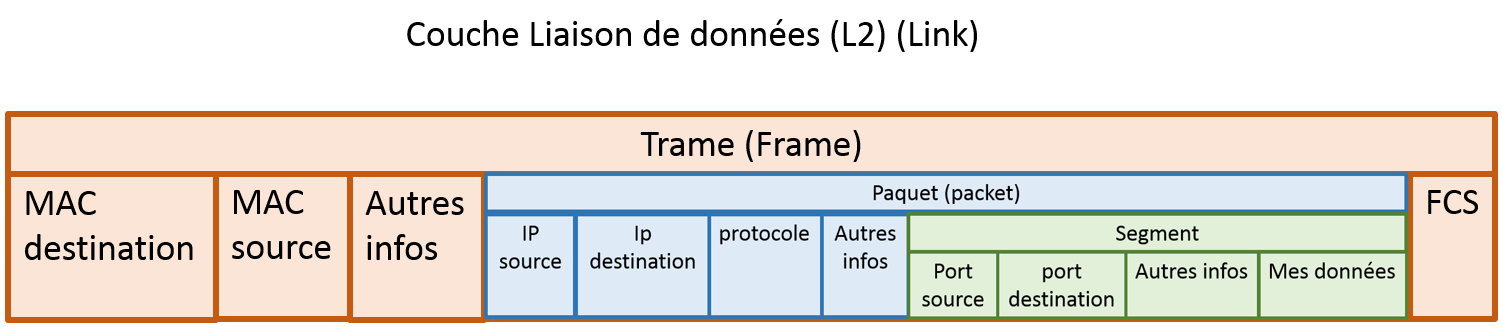 Couche Liaison de données (L2) (Link)
Trame (Frame)
MAC
destination
MAC
source
Autres
infos
Paquet (packet)
IP
source
Ip
destination
protocole
Autres
infos
Segment
Port
source
port
destination
Autres infos
Mes données
FCS